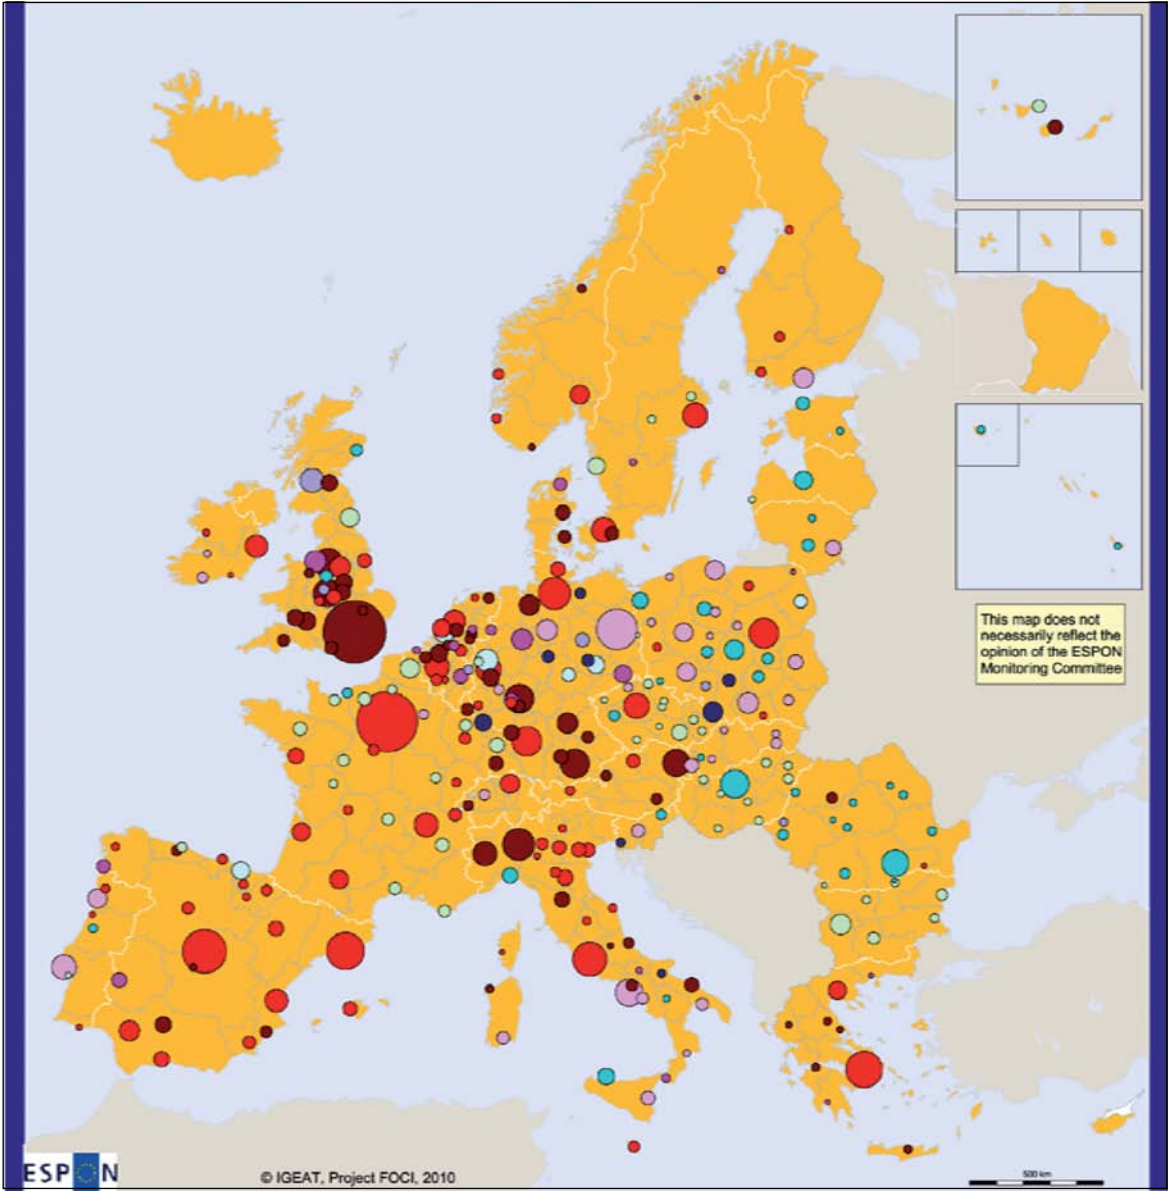 This map does not
necessarily reflect the
opinion of the ESPON
Monitoring Committee
ESPON
© IGEAT, Project FOCI, 2010
500 km